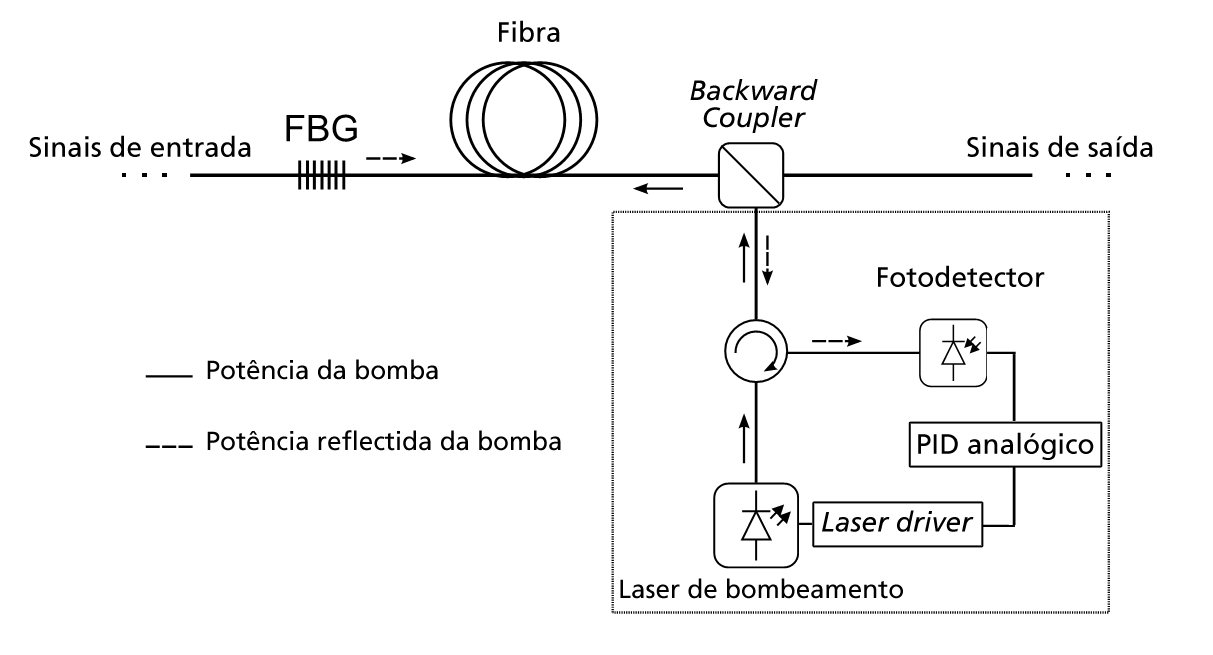 Fibra
Backward
Coupler
FBG
Sinais de entrada
Sinais de saída
Fotodetector
Potência da bomba
Potência reflectida da bomba
PID analógico
Laser driver
Laser de bombeamento